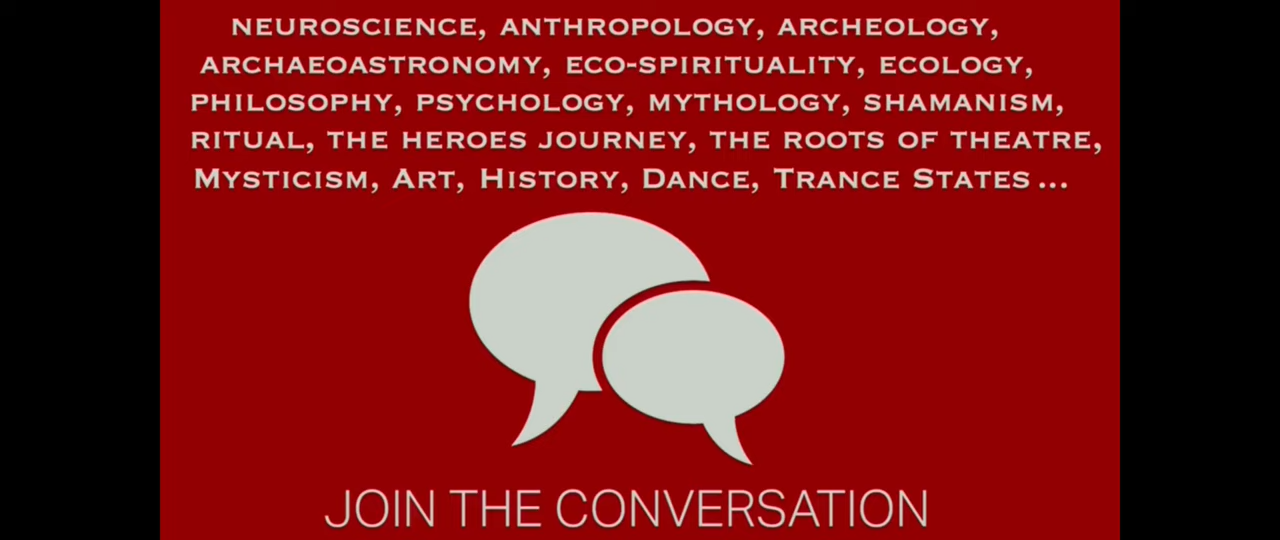 NEUROSCIENCE, ANTHROPOLOGY, ARCHEOLOGY,
ARCHAEOASTRONOMY, ECO-SPIRITUALITY, ECOLOGY,
PHILOSOPHY, PSYCHOLOGY, MYTHOLOGY, SHAMANISM,
RITUAL, THE HEROES JOURNEY, THE ROOTS OF THEATRE,
MYSTICISM, ART, HISTORY, DANCE, TRANCE STATES ...
JOIN THE CONVERSATION